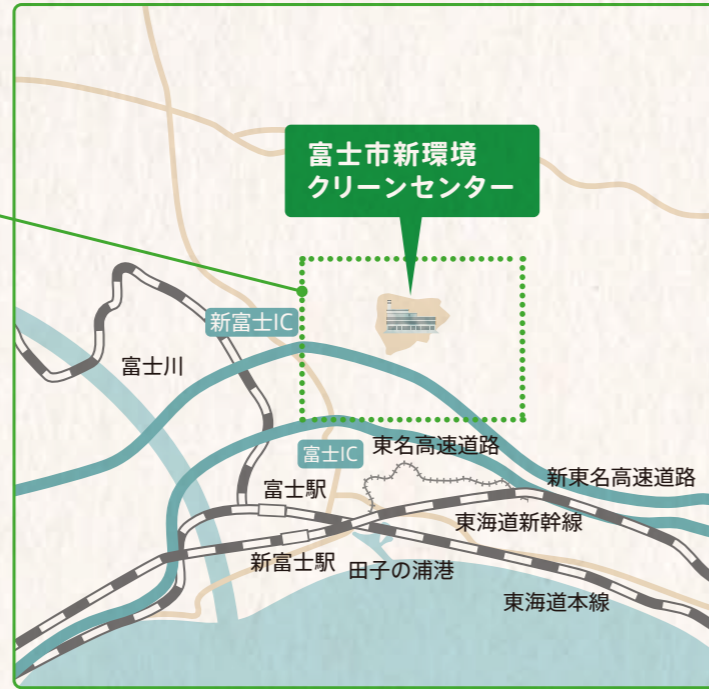 富士市新環境
クリーンセンター
新富士IC
富士川
富士IC
東名高速道路
新東名高速道路
富士駅
東海道新幹線
新富士駅
田子の浦港
東海道本線